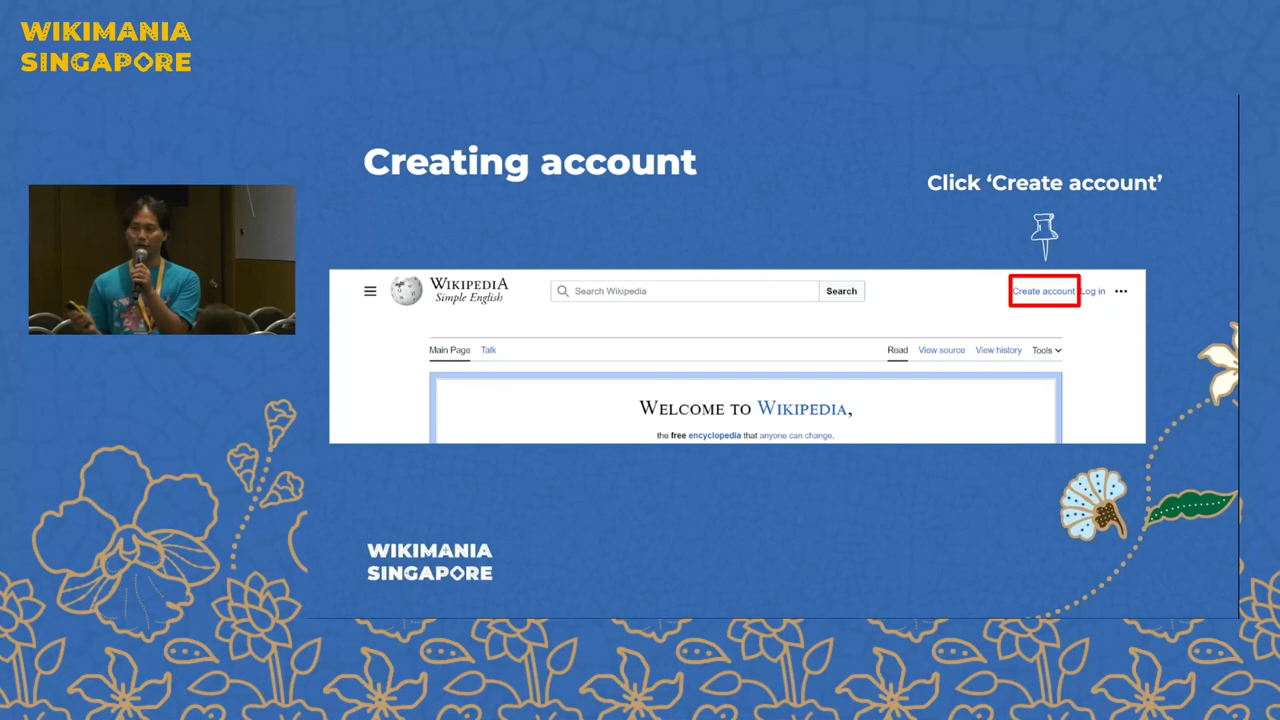 WIKIMANIA
SINGAPORE
Creating account
Click ‘Create account’
WIKIPEDIA
Simple English
Search Wikipedia
Search
Create account
Log in
Main Page
Talk
Read
View source
View history
Tools
WELCOME TO WIKIPEDIA,
the free encyclopedia that anyone can change.
WIKIMANIA
SINGAPORE